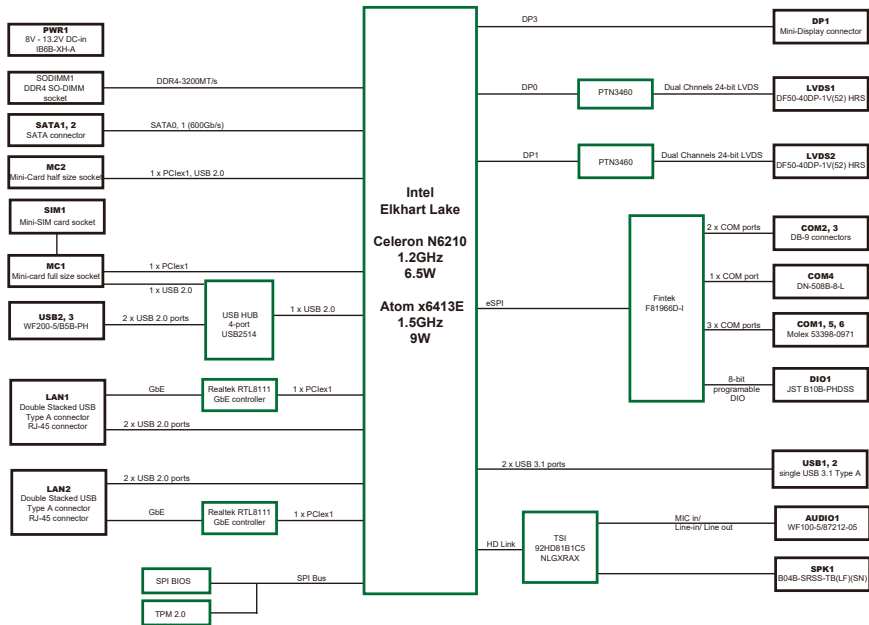 PWR1
8V - 13.2V DC-in
IB6B-XH-A
SODIMM1
DDR4 SO-DIMM
socket
DDR4-3200MT/s
SATA1, 2
SATA connector
SATA0, 1 (600Gb/s)
MC2
Mini-Card half size socket
1 x PCIex1, USB 2.0
SIM1
Mini-SIM card socket
MC1
Mini-card full size socket
1 x PCIex1
1 x USB 2.0
USB2, 3
WF200-5/B5B-PH
2 x USB 2.0 ports
USB HUB
4-port
USB2514
1 x USB 2.0
LAN1
Double Stacked USB
Type A connector
RJ-45 connector
GbE
Realtek RTL8111
GbE controller
1 x PCIex1
2 x USB 2.0 ports
LAN2
Double Stacked USB
Type A connector
RJ-45 connector
2 x USB 2.0 ports
GbE
Realtek RTL8111
GbE controller
1 x PCIex1
SPI BIOS
SPI Bus
TPM 2.0
Intel
Elkhart Lake
Celeron N6210
1.2GHz
6.5W
Atom x6413E
1.5GHz
9W
DP3
DP1
Mini-Display connector
DP0
PTN3460
Dual Chnnels 24-bit LVDS
LVDS1
DF50-40DP-1V(52) HRS
DP1
PTN3460
Dual Channels 24-bit LVDS
LVDS2
DF50-40DP-1V(52) HRS
eSPI
Fintek
F81966D-I
2 x COM ports
COM2, 3
DB-9 connectors
1 x COM port
COM4
DN-508B-8-L
3 x COM ports
COM1, 5, 6
Molex 53398-0971
8-bit
programable
DIO
DIO1
JST B10B-PHDSS
2 x USB 3.1 ports
USB1, 2
single USB 3.1 Type A
HD Link
TSI
92HD81B1C5
NLGXRAX
MIC in/
Line-in/ Line out
AUDIO1
WF100-5/87212-05
SPK1
B04B-SRSS-TB(LF)(SN)